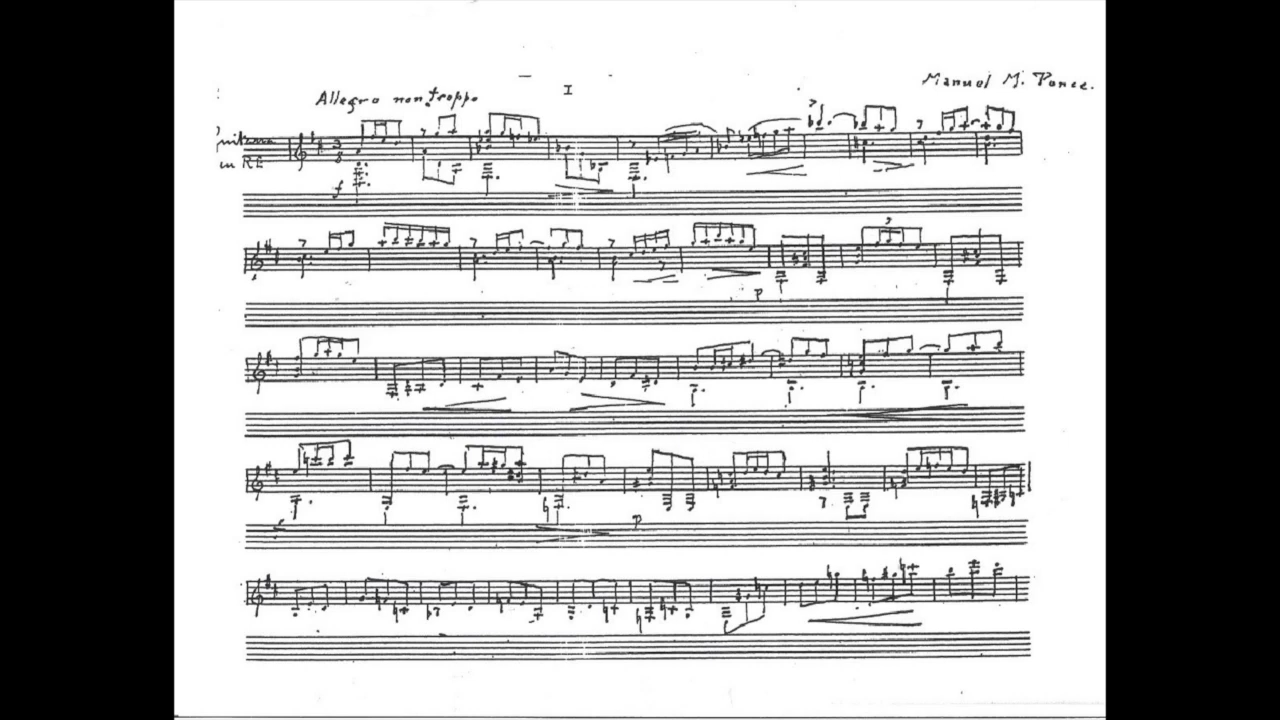 I
Manuel M. Ponce.
Allegro non troppo
in RE
f
p
p
f